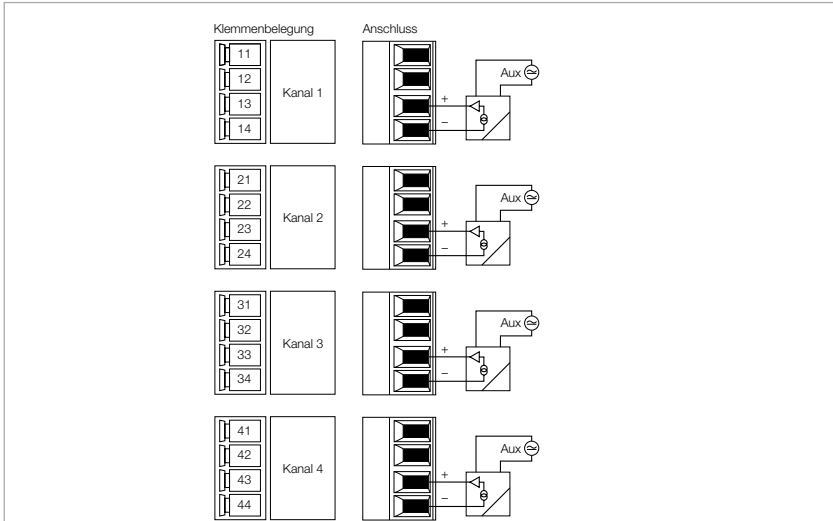 Klemmenbelegung Anschluss
11
12
13
14
Kanal 1
+
–
Aux
21
22
23
24
Kanal 2
+
–
Aux
31
32
33
34
Kanal 3
+
–
Aux
41
42
43
44
Kanal 4
+
–
Aux